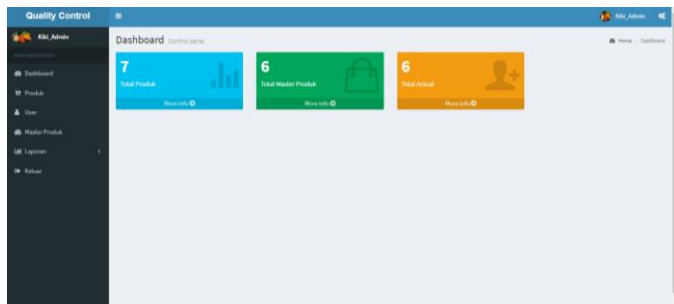 Quality Control
Kiki_Admin
Kiki_Admin
Dashboard Control panel
Home > Dashboard
Dashboard
Produk
User
Master Produk
Laporan
Keluar
7
Total Produk
More info
6
Total Master Produk
More info
6
Total Actual
More info